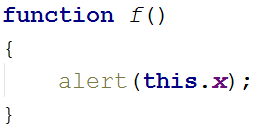 function f()
{
    alert(this.x);
}